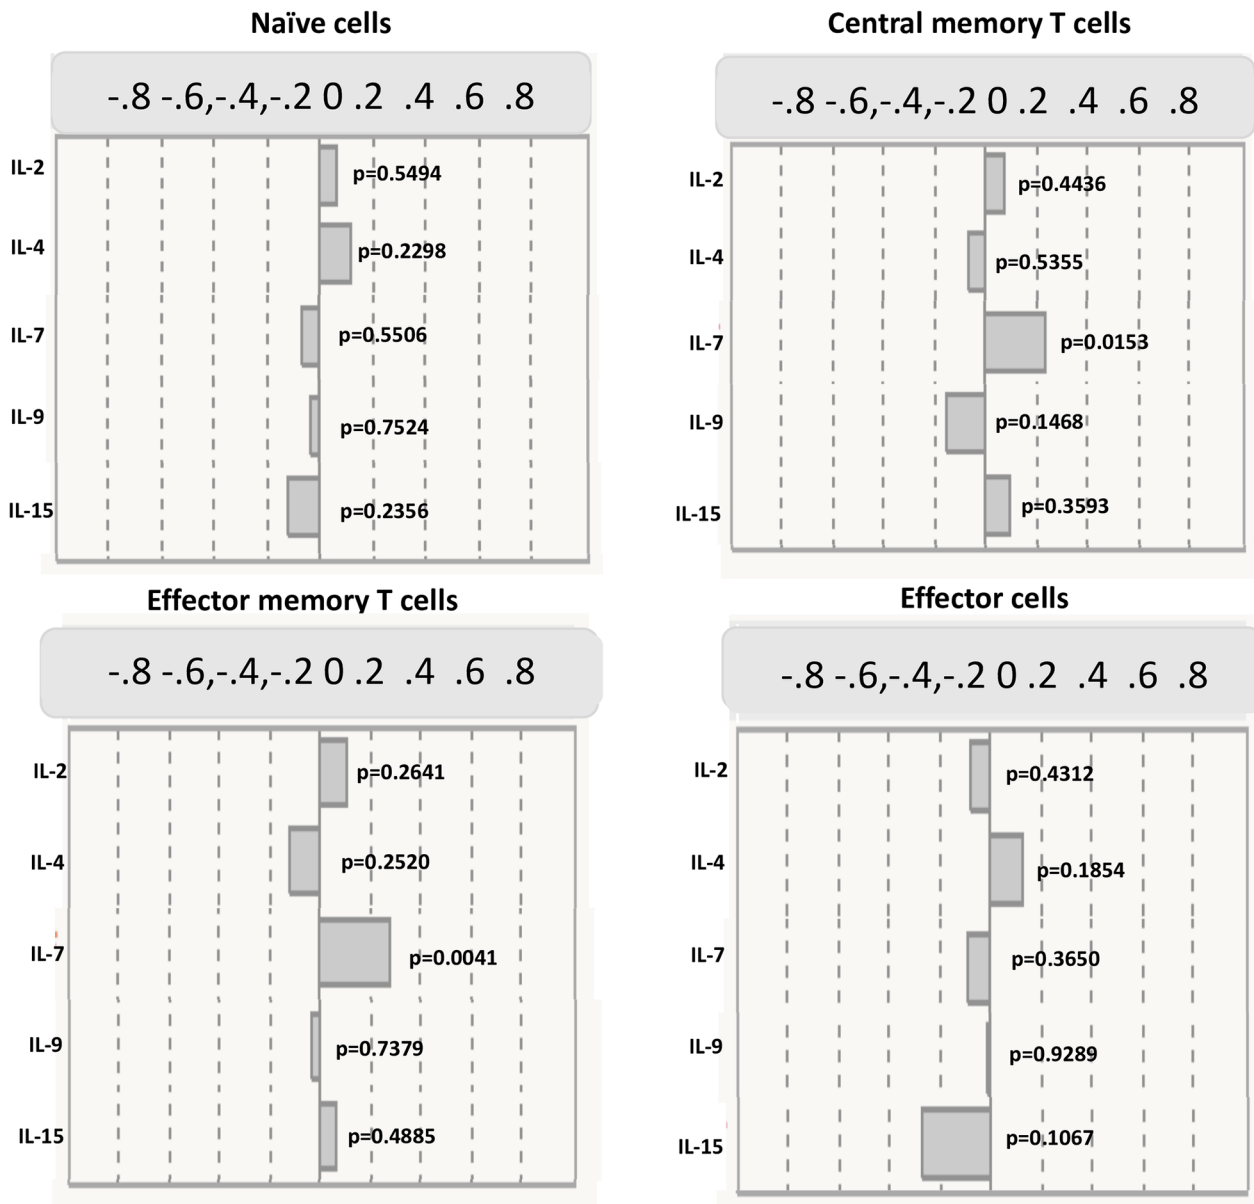 Naïve cells
-.8 -.6,-.4,-.2 0 .2 .4 .6 .8
IL-2 p=0.5494
IL-4 p=0.2298
IL-7 p=0.5506
IL-9 p=0.7524
IL-15 p=0.2356
Central memory T cells
-.8 -.6,-.4,-.2 0 .2 .4 .6 .8
IL-2 p=0.4436
IL-4 p=0.5355
IL-7 p=0.0153
IL-9 p=0.1468
IL-15 p=0.3593
Effector memory T cells
-.8 -.6,-.4,-.2 0 .2 .4 .6 .8
IL-2 p=0.2641
IL-4 p=0.2520
IL-7 p=0.0041
IL-9 p=0.7379
IL-15 p=0.4885
Effector cells
-.8 -.6,-.4,-.2 0 .2 .4 .6 .8
IL-2 p=0.4312
IL-4 p=0.1854
IL-7 p=0.3650
IL-9 p=0.9289
IL-15 p=0.1067